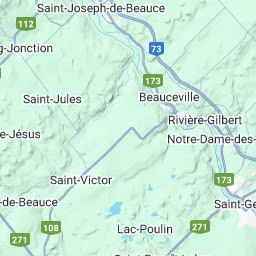 Saint-Joseph-de-Beauce
112
g-Jonction
73
173
Saint-Jules
Beauceville
Rivière-Gilbert
e-Jésus
Notre-Dame-des-
Saint-Victor
173
e-de-Beauce
Saint-Ge
108
Lac-Poulin
271
271